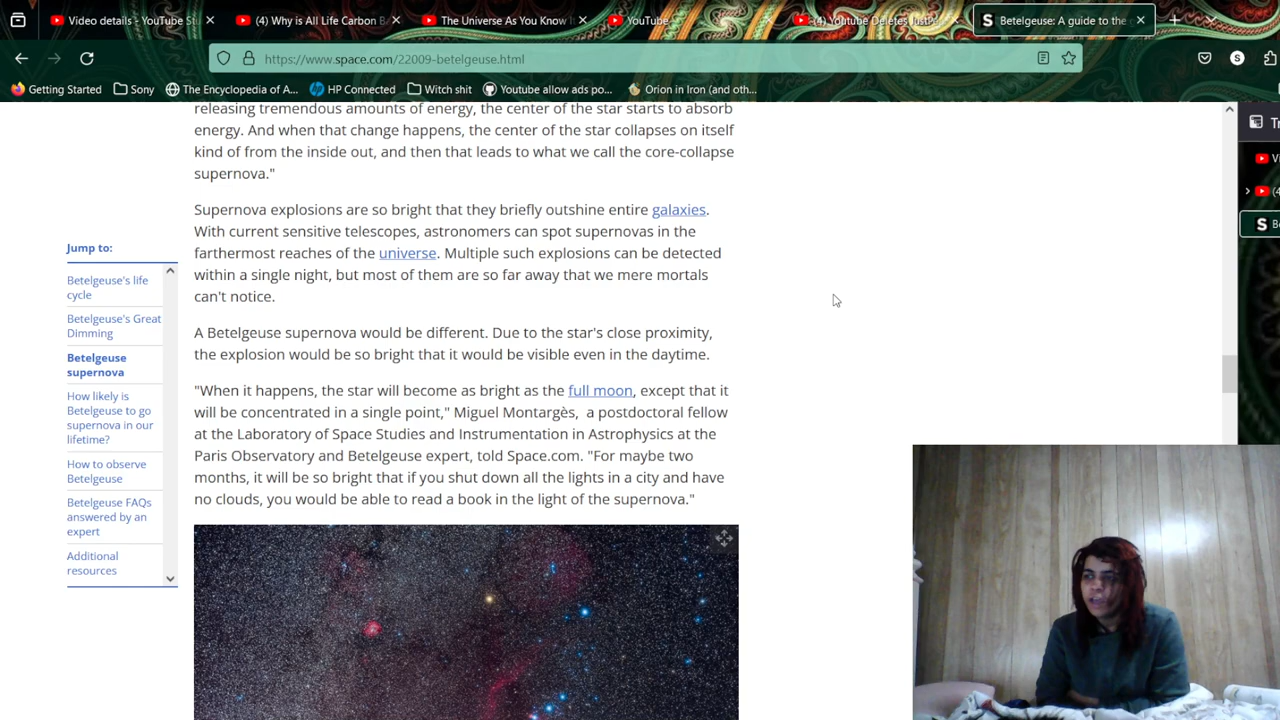 Video details - YouTube St
(4) Why is All Life Carbon B
The Universe As You Know I
YouTube
(4) Youtube Deletes JustPe
Betelgeuse: A guide to the
https://www.space.com/22009-betelgeuse.html
Getting Started
Sony
The Encyclopedia of A...
HP Connected
Witch shit
Youtube allow ads po...
Orion in Iron (and oth...
releasing tremendous amounts of energy, the center of the star starts to absorb
energy. And when that change happens, the center of the star collapses on itself
kind of from the inside out, and then that leads to what we call the core-collapse
supernova."
Supernova explosions are so bright that they briefly outshine entire galaxies.
With current sensitive telescopes, astronomers can spot supernovas in the
farthermost reaches of the universe. Multiple such explosions can be detected
within a single night, but most of them are so far away that we mere mortals
can't notice.
A Betelgeuse supernova would be different. Due to the star's close proximity,
the explosion would be so bright that it would be visible even in the daytime.
"When it happens, the star will become as bright as the full moon, except that it
will be concentrated in a single point," Miguel Montargès, a postdoctoral fellow
at the Laboratory of Space Studies and Instrumentation in Astrophysics at the
Paris Observatory and Betelgeuse expert, told Space.com. "For maybe two
months, it will be so bright that if you shut down all the lights in a city and have
no clouds, you would be able to read a book in the light of the supernova."
Jump to:
Betelgeuse's life
cycle
Betelgeuse's Great
Dimming
Betelgeuse
supernova
How likely is
Betelgeuse to go
supernova in our
lifetime?
How to observe
Betelgeuse
Betelgeuse FAQs
answered by an
expert
Additional
resources
Tr
Vi
(4
Be